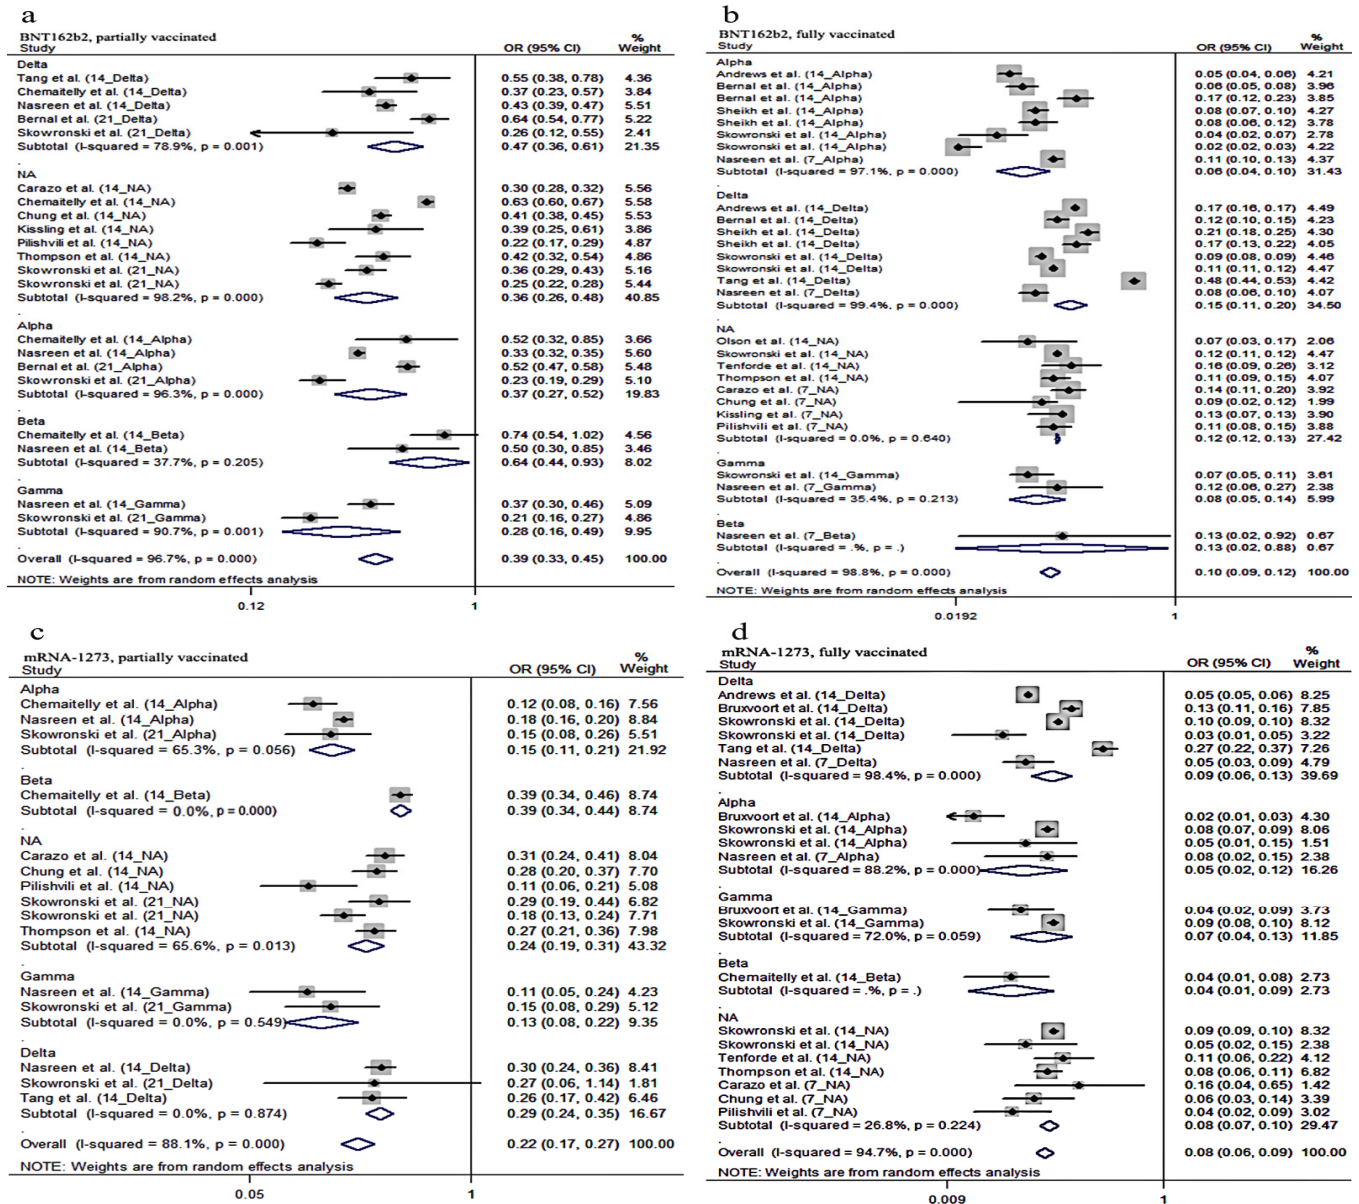 a
BNT162b2, partially vaccinated
%
Study OR (95% CI) Weight
Delta
Tang et al. (14_Delta) 0.55 (0.38, 0.78) 4.36
Chemaitelly et al. (14_Delta) 0.37 (0.23, 0.57) 3.84
Nasreen et al. (14_Delta) 0.43 (0.39, 0.47) 5.51
Bernal et al. (21_Delta) 0.64 (0.54, 0.77) 5.22
Skowronski et al. (21_Delta) 0.26 (0.12, 0.55) 2.41
Subtotal (I-squared = 78.9%, p = 0.001) 0.47 (0.36, 0.61) 21.35
.
NA
Carazo et al. (14_NA) 0.30 (0.28, 0.32) 5.56
Chemaitelly et al. (14_NA) 0.63 (0.60, 0.67) 5.58
Chung et al. (14_NA) 0.41 (0.38, 0.45) 5.53
Kissling et al. (14_NA) 0.39 (0.25, 0.61) 3.86
Pilishvili et al. (14_NA) 0.22 (0.17, 0.29) 4.87
Thompson et al. (14_NA) 0.42 (0.32, 0.54) 4.86
Skowronski et al. (21_NA) 0.36 (0.29, 0.43) 5.16
Skowronski et al. (21_NA) 0.25 (0.22, 0.28) 5.44
Subtotal (I-squared = 98.2%, p = 0.000) 0.36 (0.26, 0.48) 40.85
.
Alpha
Chemaitelly et al. (14_Alpha) 0.52 (0.32, 0.85) 3.66
Nasreen et al. (14_Alpha) 0.33 (0.32, 0.35) 5.60
Bernal et al. (21_Alpha) 0.52 (0.47, 0.58) 5.48
Skowronski et al. (21_Alpha) 0.23 (0.19, 0.29) 5.10
Subtotal (I-squared = 96.3%, p = 0.000) 0.37 (0.27, 0.52) 19.83
.
Beta
Chemaitelly et al. (14_Beta) 0.74 (0.54, 1.02) 4.56
Nasreen et al. (14_Beta) 0.50 (0.30, 0.85) 3.46
Subtotal (I-squared = 37.7%, p = 0.205) 0.64 (0.44, 0.93) 8.02
.
Gamma
Nasreen et al. (14_Gamma) 0.37 (0.30, 0.46) 5.09
Skowronski et al. (21_Gamma) 0.21 (0.16, 0.27) 4.86
Subtotal (I-squared = 90.7%, p = 0.001) 0.28 (0.16, 0.49) 9.95
.
Overall (I-squared = 96.7%, p = 0.000) 0.39 (0.33, 0.45) 100.00
NOTE: Weights are from random effects analysis
0.12 1
b
BNT162b2, fully vaccinated
%
Study OR (95% CI) Weight
Alpha
Andrews et al. (14_Alpha) 0.05 (0.04, 0.06) 4.21
Bernal et al. (14_Alpha) 0.06 (0.05, 0.08) 3.96
Bernal et al. (14_Alpha) 0.17 (0.12, 0.23) 3.85
Sheikh et al. (14_Alpha) 0.08 (0.07, 0.10) 4.27
Sheikh et al. (14_Alpha) 0.08 (0.06, 0.12) 3.78
Skowronski et al. (14_Alpha) 0.04 (0.02, 0.07) 2.78
Skowronski et al. (14_Alpha) 0.02 (0.02, 0.03) 4.22
Nasreen et al. (7_Alpha) 0.11 (0.10, 0.13) 4.37
Subtotal (I-squared = 97.1%, p = 0.000) 0.06 (0.04, 0.10) 31.43
.
Delta
Andrews et al. (14_Delta) 0.17 (0.16, 0.17) 4.49
Bernal et al. (14_Delta) 0.12 (0.10, 0.15) 4.23
Sheikh et al. (14_Delta) 0.21 (0.18, 0.25) 4.30
Sheikh et al. (14_Delta) 0.17 (0.13, 0.22) 4.05
Skowronski et al. (14_Delta) 0.09 (0.08, 0.09) 4.46
Skowronski et al. (14_Delta) 0.11 (0.11, 0.12) 4.47
Tang et al. (14_Delta) 0.48 (0.44, 0.53) 4.42
Nasreen et al. (7_Delta) 0.08 (0.06, 0.10) 4.07
Subtotal (I-squared = 99.4%, p = 0.000) 0.15 (0.11, 0.20) 34.50
.
NA
Olson et al. (14_NA) 0.07 (0.03, 0.17) 2.06
Skowronski et al. (14_NA) 0.12 (0.11, 0.12) 4.47
Tenforde et al. (14_NA) 0.16 (0.09, 0.26) 3.12
Thompson et al. (14_NA) 0.11 (0.09, 0.15) 4.07
Carazo et al. (7_NA) 0.14 (0.11, 0.20) 3.92
Chung et al. (7_NA) 0.09 (0.02, 0.12) 1.99
Kissling et al. (7_NA) 0.13 (0.07, 0.13) 3.90
Pilishvili et al. (7_NA) 0.11 (0.08, 0.15) 3.88
Subtotal (I-squared = 0.0%, p = 0.640) 0.12 (0.12, 0.13) 27.42
.
Gamma
Skowronski et al. (14_Gamma) 0.07 (0.05, 0.11) 3.61
Nasreen et al. (7_Gamma) 0.12 (0.06, 0.27) 2.38
Subtotal (I-squared = 35.4%, p = 0.213) 0.08 (0.05, 0.14) 5.99
.
Beta
Nasreen et al. (7_Beta) 0.13 (0.02, 0.92) 0.67
Subtotal (I-squared = .%, p = .) 0.13 (0.02, 0.88) 0.67
.
Overall (I-squared = 98.8%, p = 0.000) 0.10 (0.09, 0.12) 100.00
NOTE: Weights are from random effects analysis
0.0192 1
c
mRNA-1273, partially vaccinated
%
Study OR (95% CI) Weight
Alpha
Chemaitelly et al. (14_Alpha) 0.12 (0.08, 0.16) 7.56
Nasreen et al. (14_Alpha) 0.18 (0.16, 0.20) 8.84
Skowronski et al. (21_Alpha) 0.15 (0.08, 0.26) 5.51
Subtotal (I-squared = 65.3%, p = 0.056) 0.15 (0.11, 0.21) 21.92
.
Beta
Chemaitelly et al. (14_Beta) 0.39 (0.34, 0.46) 8.74
Subtotal (I-squared = 0.0%, p = 0.000) 0.39 (0.34, 0.44) 8.74
.
NA
Carazo et al. (14_NA) 0.31 (0.24, 0.41) 8.04
Chung et al. (14_NA) 0.28 (0.20, 0.37) 7.70
Pilishvili et al. (14_NA) 0.11 (0.06, 0.21) 5.08
Skowronski et al. (21_NA) 0.29 (0.19, 0.44) 6.82
Skowronski et al. (21_NA) 0.18 (0.13, 0.24) 7.71
Thompson et al. (14_NA) 0.27 (0.21, 0.36) 7.98
Subtotal (I-squared = 65.6%, p = 0.013) 0.24 (0.19, 0.31) 43.32
.
Gamma
Nasreen et al. (14_Gamma) 0.11 (0.05, 0.24) 4.23
Skowronski et al. (21_Gamma) 0.15 (0.08, 0.29) 5.12
Subtotal (I-squared = 0.0%, p = 0.549) 0.13 (0.08, 0.22) 9.35
.
Delta
Nasreen et al. (14_Delta) 0.30 (0.24, 0.36) 8.41
Skowronski et al. (21_Delta) 0.27 (0.06, 1.14) 1.81
Tang et al. (14_Delta) 0.26 (0.17, 0.42) 6.46
Subtotal (I-squared = 0.0%, p = 0.874) 0.29 (0.24, 0.35) 16.67
.
Overall (I-squared = 88.1%, p = 0.000) 0.22 (0.17, 0.27) 100.00
NOTE: Weights are from random effects analysis
0.05 1
d
mRNA-1273, fully vaccinated
%
Study OR (95% CI) Weight
Delta
Andrews et al. (14_Delta) 0.05 (0.05, 0.06) 8.25
Bruxvoort et al. (14_Delta) 0.13 (0.11, 0.16) 7.85
Skowronski et al. (14_Delta) 0.10 (0.09, 0.10) 8.32
Skowronski et al. (14_Delta) 0.03 (0.01, 0.05) 3.22
Tang et al. (14_Delta) 0.27 (0.22, 0.37) 7.26
Nasreen et al. (7_Delta) 0.05 (0.03, 0.09) 4.79
Subtotal (I-squared = 98.4%, p = 0.000) 0.09 (0.06, 0.13) 39.69
.
Alpha
Bruxvoort et al. (14_Alpha) 0.02 (0.01, 0.03) 4.30
Skowronski et al. (14_Alpha) 0.08 (0.07, 0.09) 8.06
Skowronski et al. (14_Alpha) 0.05 (0.01, 0.15) 1.51
Nasreen et al. (7_Alpha) 0.08 (0.02, 0.15) 2.38
Subtotal (I-squared = 88.2%, p = 0.000) 0.05 (0.02, 0.12) 16.26
.
Gamma
Bruxvoort et al. (14_Gamma) 0.04 (0.02, 0.09) 3.73
Skowronski et al. (14_Gamma) 0.09 (0.08, 0.10) 8.12
Subtotal (I-squared = 72.0%, p = 0.059) 0.07 (0.04, 0.13) 11.85
.
Beta
Chemaitelly et al. (14_Beta) 0.04 (0.01, 0.08) 2.73
Subtotal (I-squared = .%, p = .) 0.04 (0.01, 0.09) 2.73
.
NA
Skowronski et al. (14_NA) 0.09 (0.09, 0.10) 8.32
Skowronski et al. (14_NA) 0.05 (0.02, 0.15) 2.38
Tenforde et al. (14_NA) 0.11 (0.06, 0.22) 4.12
Thompson et al. (14_NA) 0.08 (0.06, 0.11) 6.82
Carazo et al. (7_NA) 0.16 (0.04, 0.65) 1.42
Chung et al. (7_NA) 0.06 (0.03, 0.14) 3.39
Pilishvili et al. (7_NA) 0.04 (0.02, 0.09) 3.02
Subtotal (I-squared = 26.8%, p = 0.224) 0.08 (0.07, 0.10) 29.47
.
Overall (I-squared = 94.7%, p = 0.000) 0.08 (0.06, 0.09) 100.00
NOTE: Weights are from random effects analysis
0.009 1